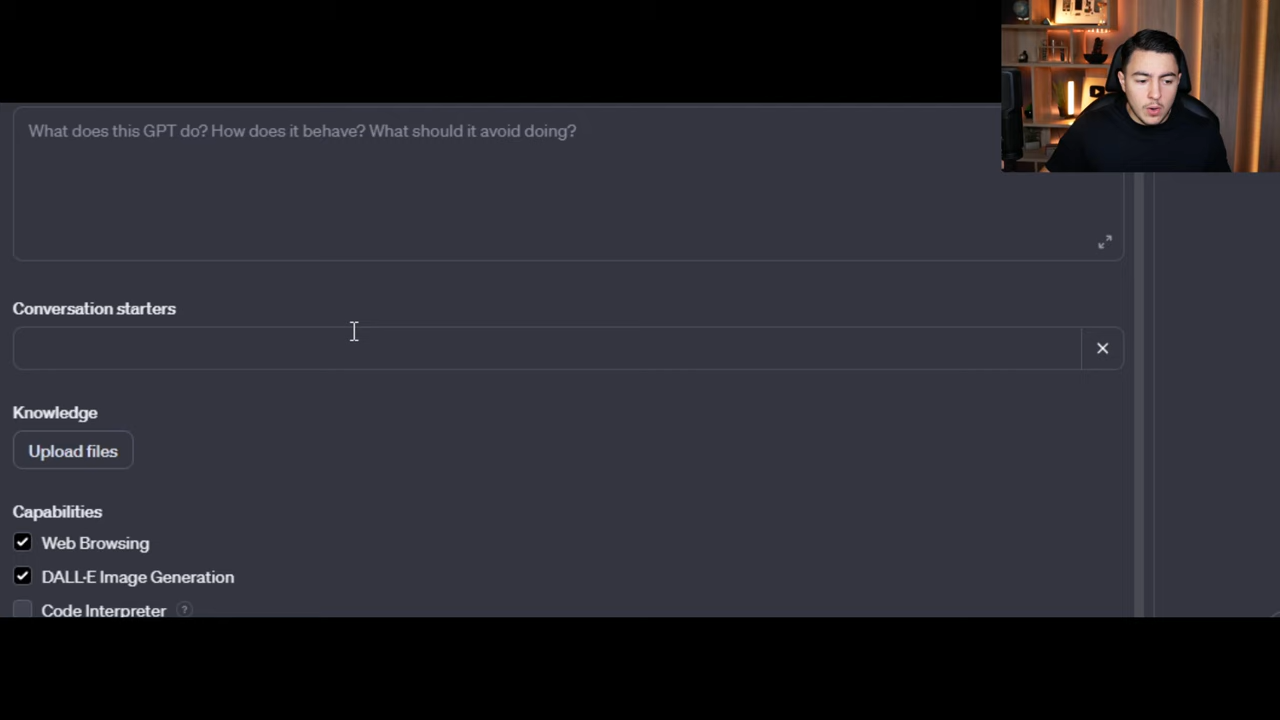 What does this GPT do? How does it behave? What should it avoid doing?
Conversation starters
Knowledge
Upload files
Capabilities
Web Browsing
DALL·E Image Generation
Code Interpreter ?